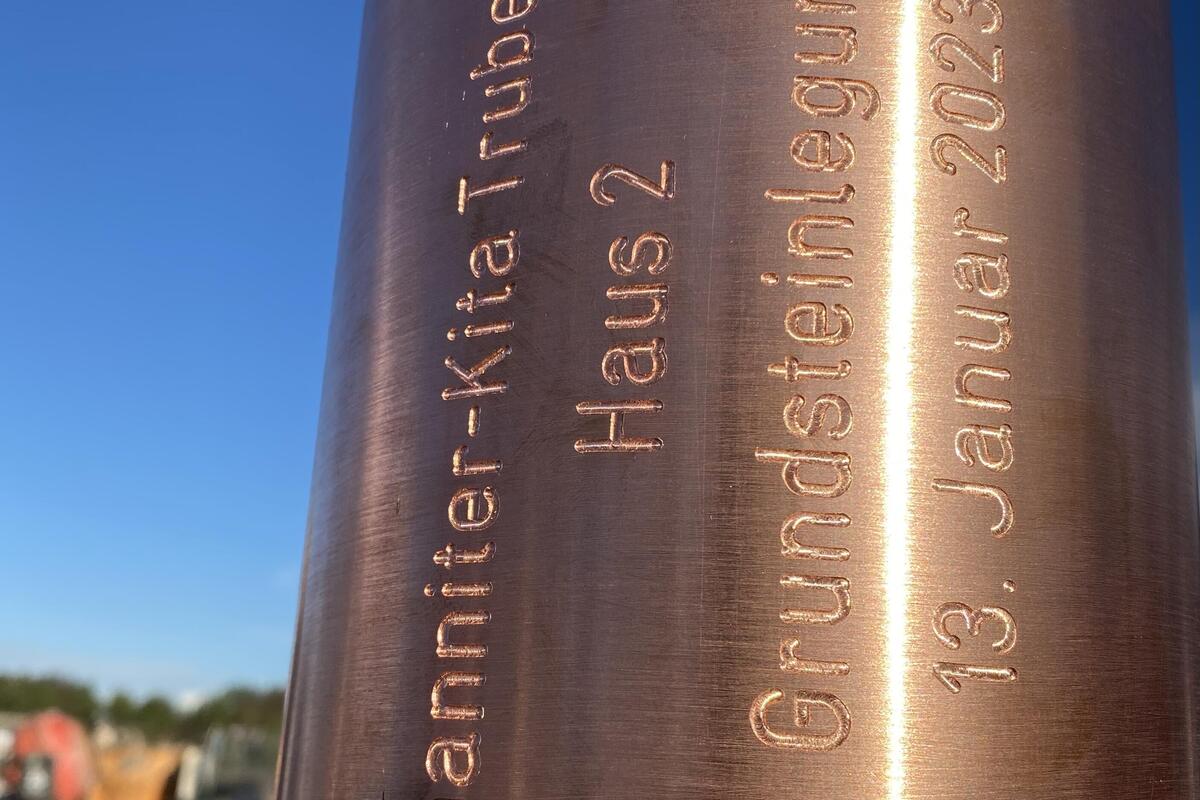 anniter-Kita Trube
Haus 2
Grundsteinlegun
13. Januar 2023